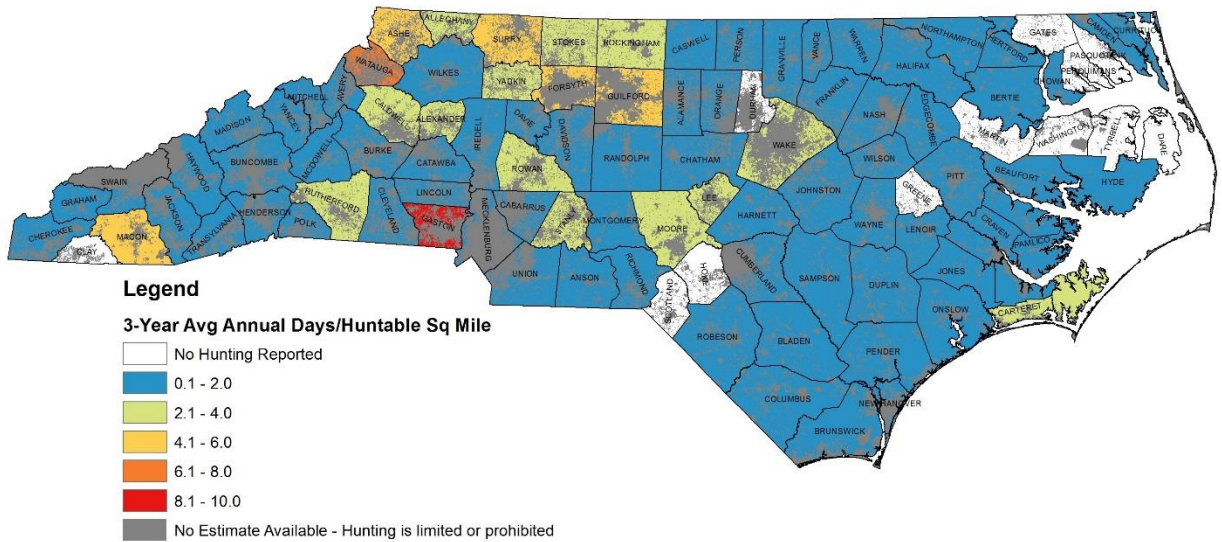 ALLEGHANY
ASHE
SURRY
STOKES
ROCKINGHAM
CASWELL
PERSON
GRANVILLE
VANCE
WARREN
NORTHAMPTON
GATES
CAMDEN
CURRITUCK
HERTFORD
PASQUOTANK
PERQUIMANS
CHOWAN
HALIFAX
WATAUGA
WILKES
YADKIN
FORSYTH
GUILFORD
ALAMANCE
ORANGE
DURHAM
FRANKLIN
BERTIE
NASH
EDGECOMBE
MARTIN
WASHINGTON
TYRRELL
DARE
MITCHELL
AVERY
YANCEY
MADISON
CALDWELL
ALEXANDER
IREDELL
DAVIE
DAVIDSON
RANDOLPH
CHATHAM
WAKE
WILSON
PITT
BEAUFORT
HYDE
BURKE
CATAWBA
ROWAN
MCDOWELL
BUNCOMBE
HAYWOOD
SWAIN
GRAHAM
JACKSON
CHEROKEE
MACON
CLAY
TRANSYLVANIA
HENDERSON
POLK
RUTHERFORD
CLEVELAND
LINCOLN
GASTON
MECKLENBURG
CABARRUS
STANLY
MONTGOMERY
MOORE
LEE
HARNETT
JOHNSTON
GREENE
WAYNE
LENOIR
CRAVEN
PAMLICO
UNION
ANSON
RICHMOND
SCOTLAND
HOKE
CUMBERLAND
SAMPSON
DUPLIN
JONES
ONSLOW
CARTERET
ROBESON
BLADEN
PENDER
COLUMBUS
NEW HANOVER
BRUNSWICK
Legend
3-Year Avg Annual Days/Huntable Sq Mile
No Hunting Reported
0.1 - 2.0
2.1 - 4.0
4.1 - 6.0
6.1 - 8.0
8.1 - 10.0
No Estimate Available - Hunting is limited or prohibited